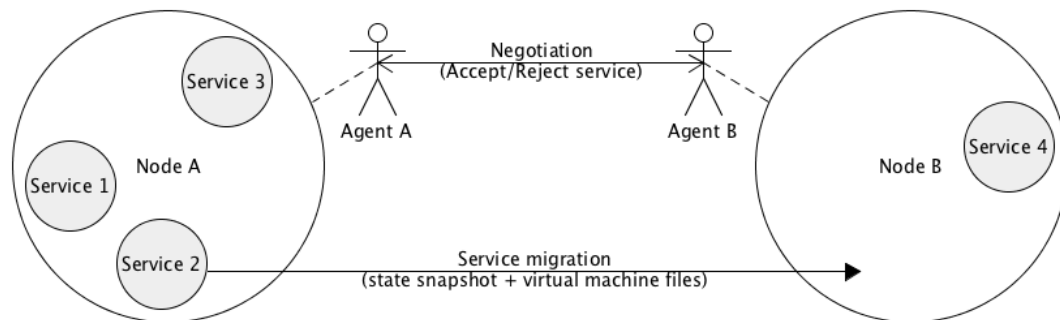 Service 3
Negotiation
(Accept/Reject service)
Agent A
Agent B
Service 1
Node A
Node B
Service 4
Service 2
Service migration
(state snapshot + virtual machine files)